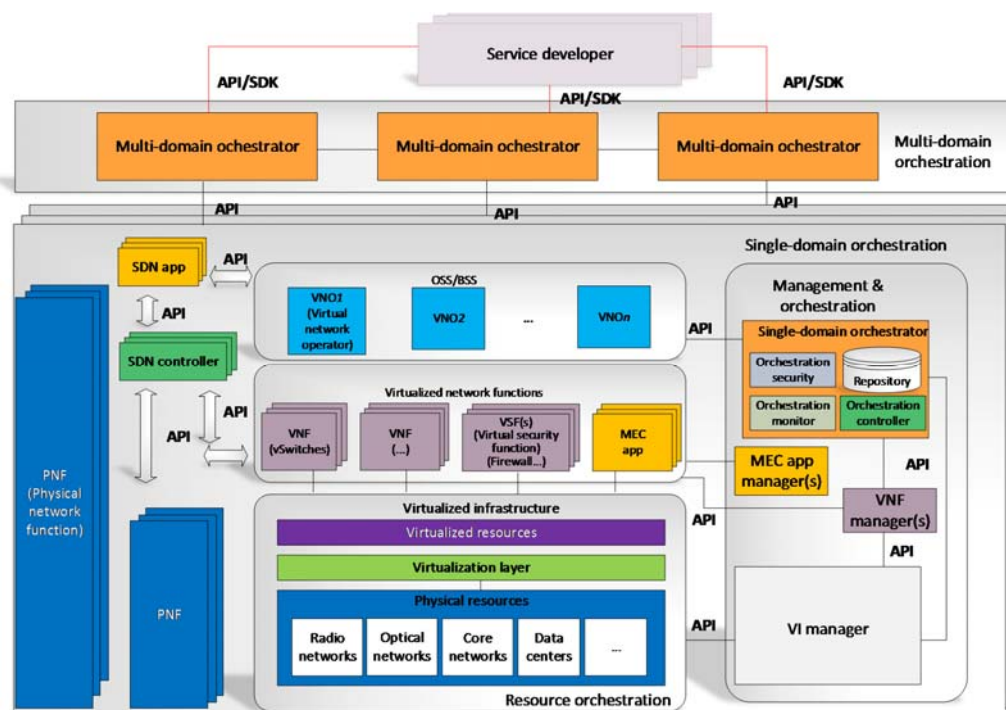 Service developer
API/SDK
API/SDK
API/SDK
Multi-domain ochestrator
Multi-domain ochestrator
Multi-domain ochestrator
Multi-domain
orchestration
API
API
API
Single-domain orchestration
SDN app
API
API
SDN controller
API
API
PNF
(Physical
network
function)
PNF
OSS/BSS
VNO1
(Virtual
network
operator)
VNO2
...
VNOn
API
Virtualized network functions
VNF
(vSwitches)
VNF
(...)
VSF(s)
(Virtual security
function)
(Firewall...)
MEC
app
Virtualized infrastructure
Virtualized resources
Virtualization layer
Physical resources
Radio
networks
Optical
networks
Core
networks
Data
centers
...
Resource orchestration
API
API
Management &
orchestration
Single-domain orchestrator
Orchestration
security
Repository
Orchestration
monitor
Orchestration
controller
MEC app
manager(s)
API
VNF
manager(s)
API
VI manager